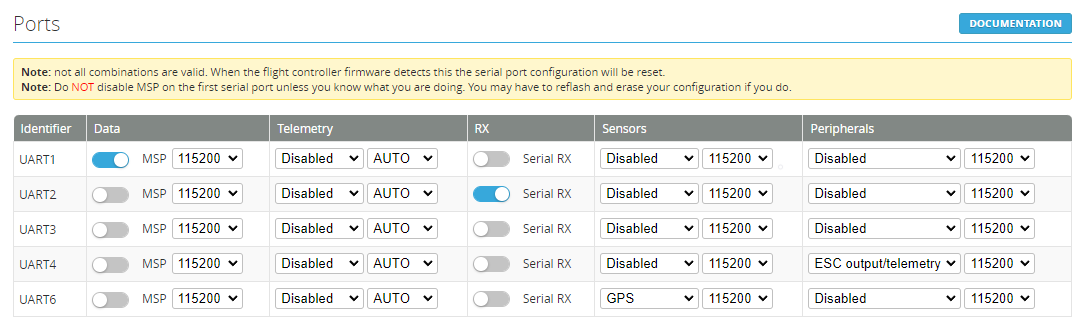 Ports
DOCUMENTATION
Note: not all combinations are valid. When the flight controller firmware detects this the serial port configuration will be reset.
Note: Do NOT disable MSP on the first serial port unless you know what you are doing. You may have to reflash and erase your configuration if you do.
Identifier Data Telemetry RX Sensors Peripherals
UART1 MSP 115200 Disabled AUTO Serial RX Disabled 115200 Disabled 115200
UART2 MSP 115200 Disabled AUTO Serial RX Disabled 115200 Disabled 115200
UART3 MSP 115200 Disabled AUTO Serial RX Disabled 115200 Disabled 115200
UART4 MSP 115200 Disabled AUTO Serial RX Disabled 115200 ESC output/telemetry 115200
UART6 MSP 115200 Disabled AUTO Serial RX GPS 115200 Disabled 115200